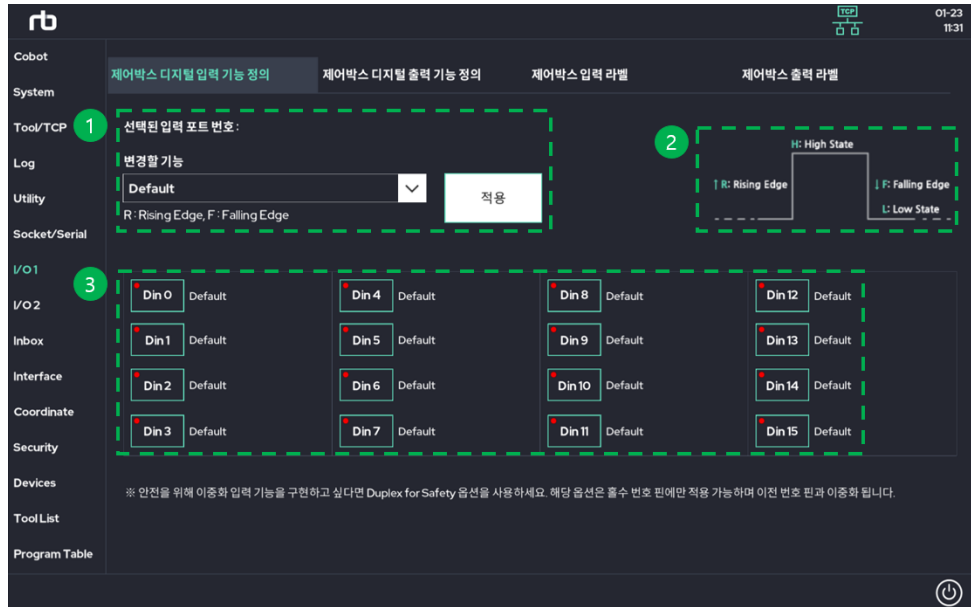 rb
TCP
01-23
11:31
Cobot
System
Tool/TCP
Log
Utility
Socket/Serial
I/O 1
I/O 2
Inbox
Interface
Coordinate
Security
Devices
Tool List
Program Table
제어박스 디지털 입력 기능 정의
제어박스 디지털 출력 기능 정의
제어박스 입력 라벨
제어박스 출력 라벨
1
선택된 입력 포트 번호 :
변경할 기능
Default
적용
R : Rising Edge, F : Falling Edge
2
H: High State
↑ R: Rising Edge
↓ F: Falling Edge
L: Low State
3
Din 0 Default
Din 4 Default
Din 8 Default
Din 12 Default
Din 1 Default
Din 5 Default
Din 9 Default
Din 13 Default
Din 2 Default
Din 6 Default
Din 10 Default
Din 14 Default
Din 3 Default
Din 7 Default
Din 11 Default
Din 15 Default
※ 안전을 위해 이중화 입력 기능을 구현하고 싶다면 Duplex for Safety 옵션을 사용하세요. 해당 옵션은 홀수 번호 핀에만 적용 가능하며 이전 번호 핀과 이중화 됩니다.